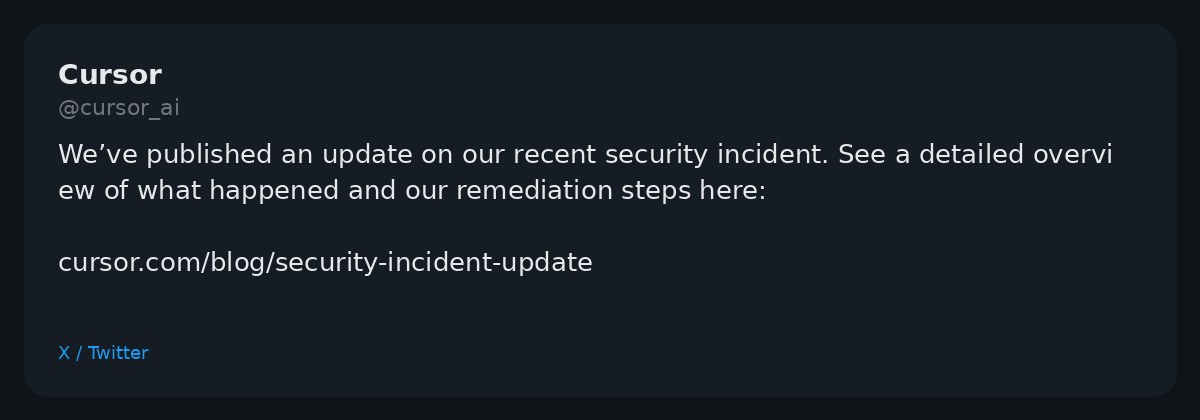 Cursor
@cursor_ai
We’ve published an update on our recent security incident. See a detailed overvi
ew of what happened and our remediation steps here:
cursor.com/blog/security-incident-update
X / Twitter